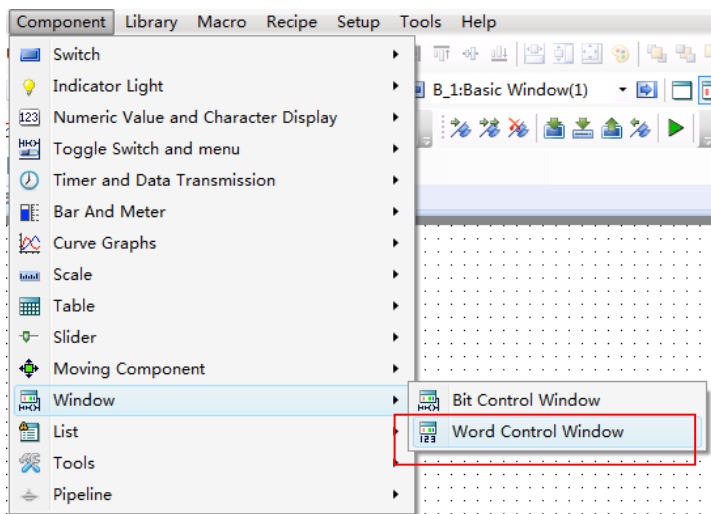 Component Library Macro Recipe Setup Tools Help
Switch
Indicator Light
B_1:Basic Window(1)
123 Numeric Value and Character Display
Toggle Switch and menu
Timer and Data Transmission
Bar And Meter
Curve Graphs
Scale
Table
Slider
Moving Component
Window
Bit Control Window
List
123 Word Control Window
Tools
Pipeline